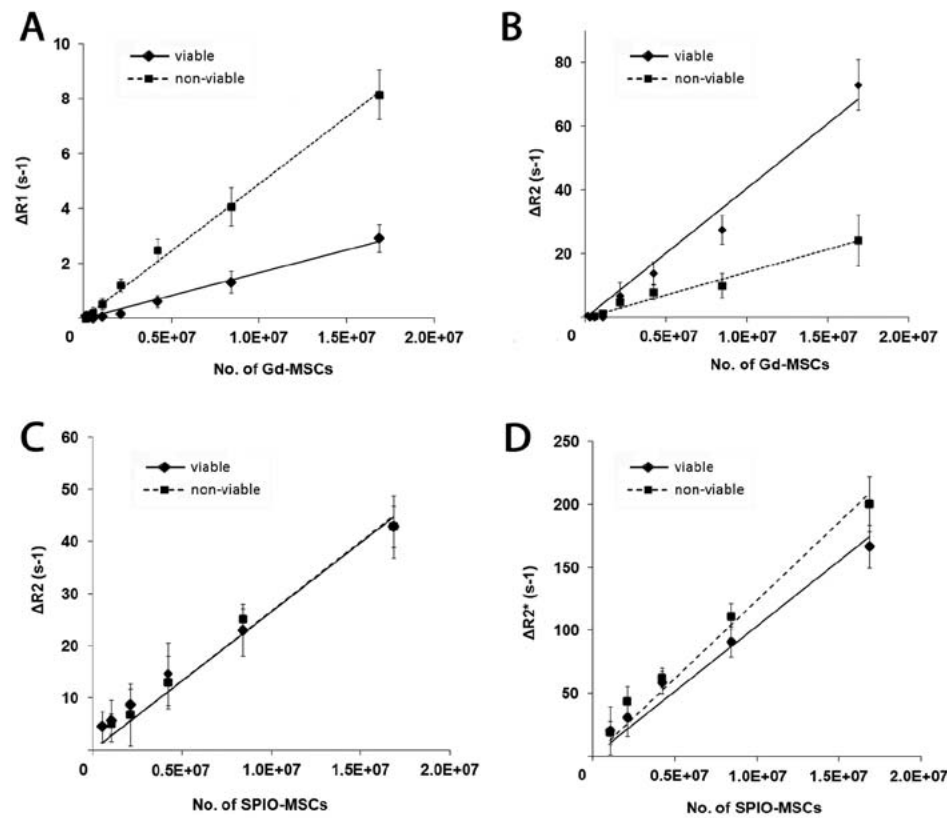 A
10
8
6
4
2
ΔR1 (s-1)
viable
non-viable
0.5E+07 1.0E+07 1.5E+07 2.0E+07
No. of Gd-MSCs
B
80
60
40
20
0
ΔR2 (s-1)
viable
non-viable
0.5E+07 1.0E+07 1.5E+07 2.0E+07
No. of Gd-MSCs
C
60
50
40
30
20
10
ΔR2 (s-1)
viable
non-viable
0 0.5E+07 1.0E+07 1.5E+07 2.0E+07
No. of SPIO-MSCs
D
250
200
150
100
50
ΔR2* (s-1)
viable
non-viable
0 0.5E+07 1.0E+07 1.5E+07 2.0E+07
No. of SPIO-MSCs